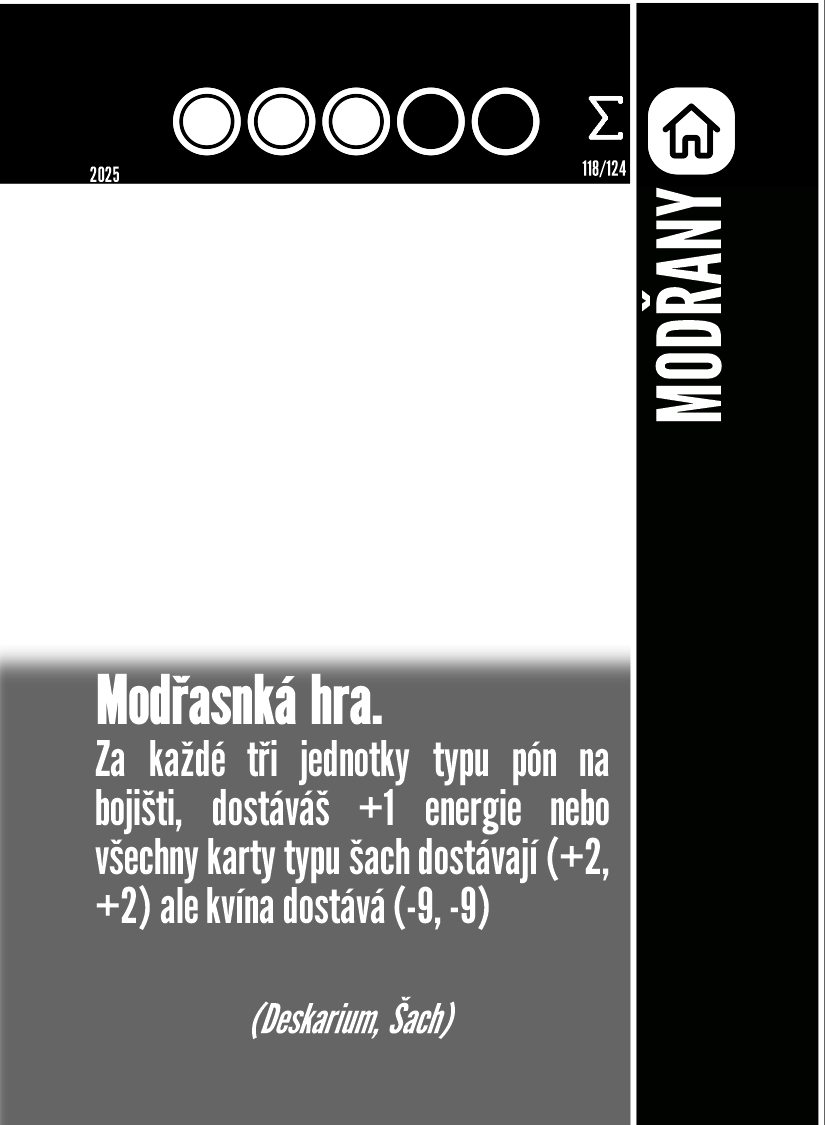 Σ
2025
118/124
MODŘANY
Modřasnká hra.
Za každé tři jednotky typu pón na
bojišti, dostáváš +1 energie nebo
všechny karty typu šach dostávají (+2,
+2) ale kvína dostává (-9, -9)
(Deskarium, Šach)